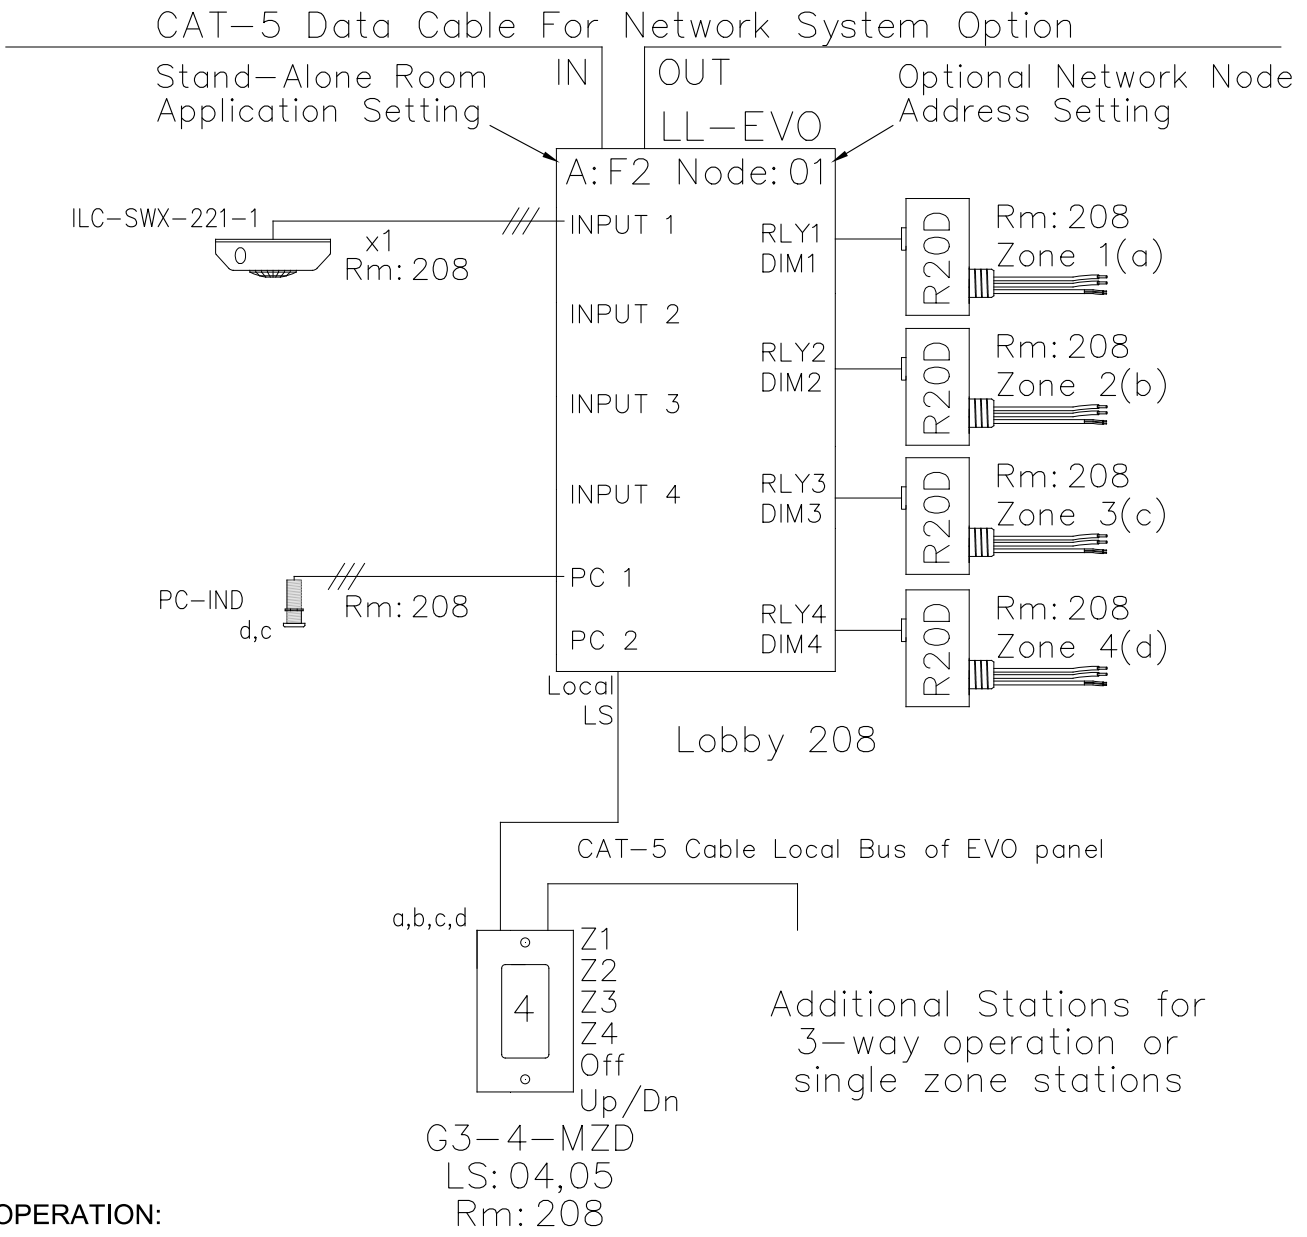 CAT-5 Data Cable For Network System Option
Stand-Alone Room
Application Setting
IN
OUT
Optional Network Node
Address Setting
LL-EVO
A: F2 Node: 01
ILC-SWX-221-1
0
x1
Rm: 208
INPUT 1
INPUT 2
INPUT 3
INPUT 4
PC 1
PC 2
PC-IND
d,c
Rm: 208
RLY1
DIM1
R20D
Rm: 208
Zone 1(a)
RLY2
DIM2
R20D
Rm: 208
Zone 2(b)
RLY3
DIM3
R20D
Rm: 208
Zone 3(c)
RLY4
DIM4
R20D
Rm: 208
Zone 4(d)
Local
LS
Lobby 208
CAT-5 Cable Local Bus of EVO panel
a,b,c,d
4
Z1
Z2
Z3
Z4
Off
Up/Dn
G3-4-MZD
LS: 04,05
Rm: 208
Additional Stations for
3-way operation or
single zone stations
OPERATION: